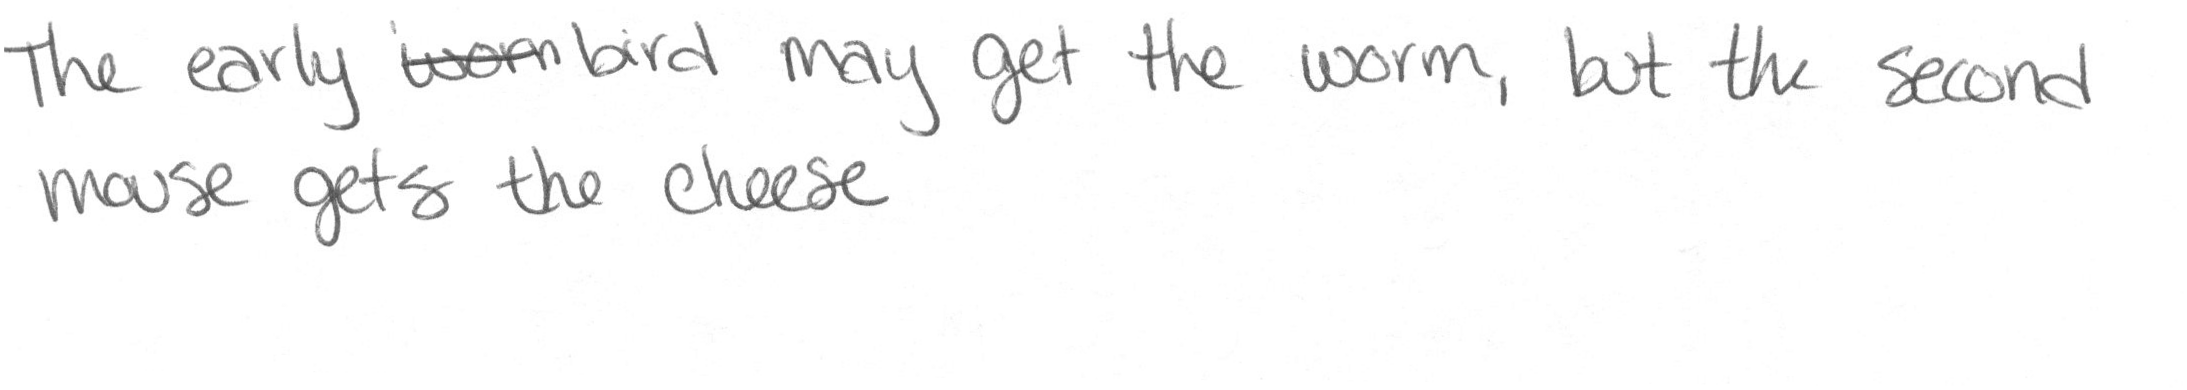 The early worm bird may get the worm, but the second
mouse gets the cheese